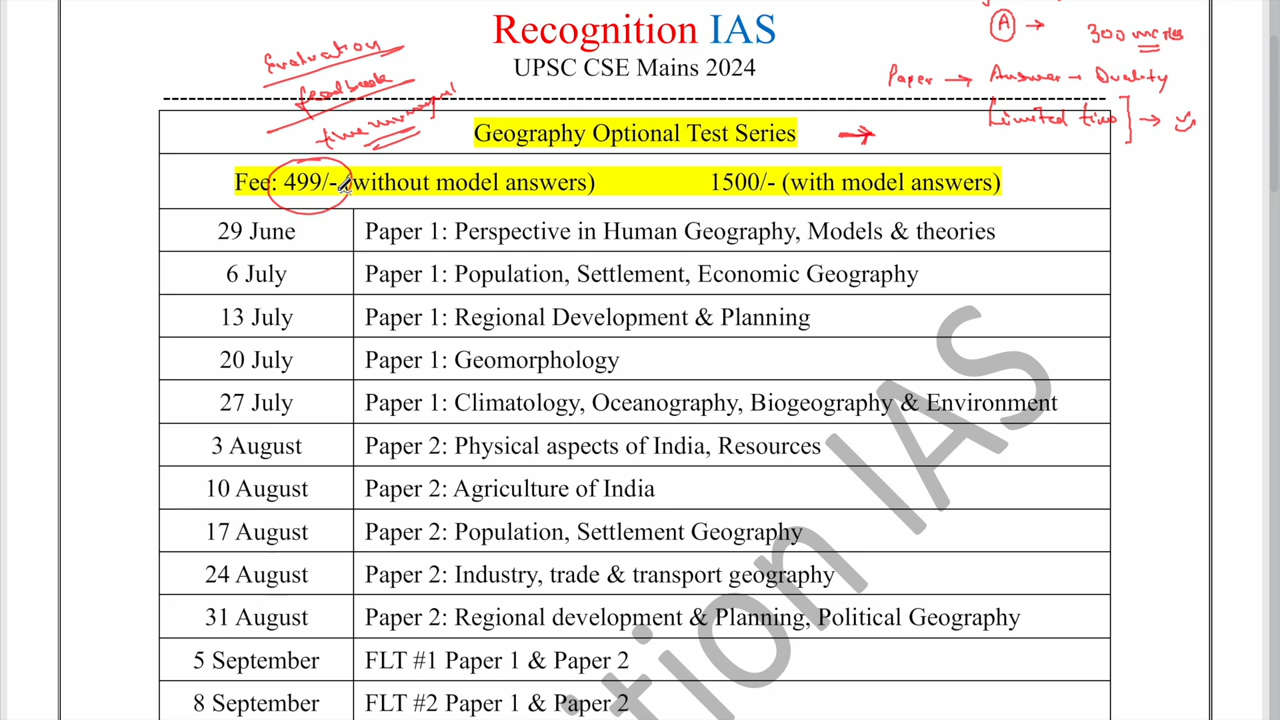 Recognition IAS
UPSC CSE Mains 2024
Evaluation
feedback
A → 300
Paper → Answer → Quality
[Limited time] →
Geography Optional Test Series →
Fee: 499/- (without model answers) 1500/- (with model answers)
29 June Paper 1: Perspective in Human Geography, Models & theories
6 July Paper 1: Population, Settlement, Economic Geography
13 July Paper 1: Regional Development & Planning
20 July Paper 1: Geomorphology
27 July Paper 1: Climatology, Oceanography, Biogeography & Environment
3 August Paper 2: Physical aspects of India, Resources
10 August Paper 2: Agriculture of India
17 August Paper 2: Population, Settlement Geography
24 August Paper 2: Industry, trade & transport geography
31 August Paper 2: Regional development & Planning, Political Geography
5 September FLT #1 Paper 1 & Paper 2
8 September FLT #2 Paper 1 & Paper 2
ition IAS